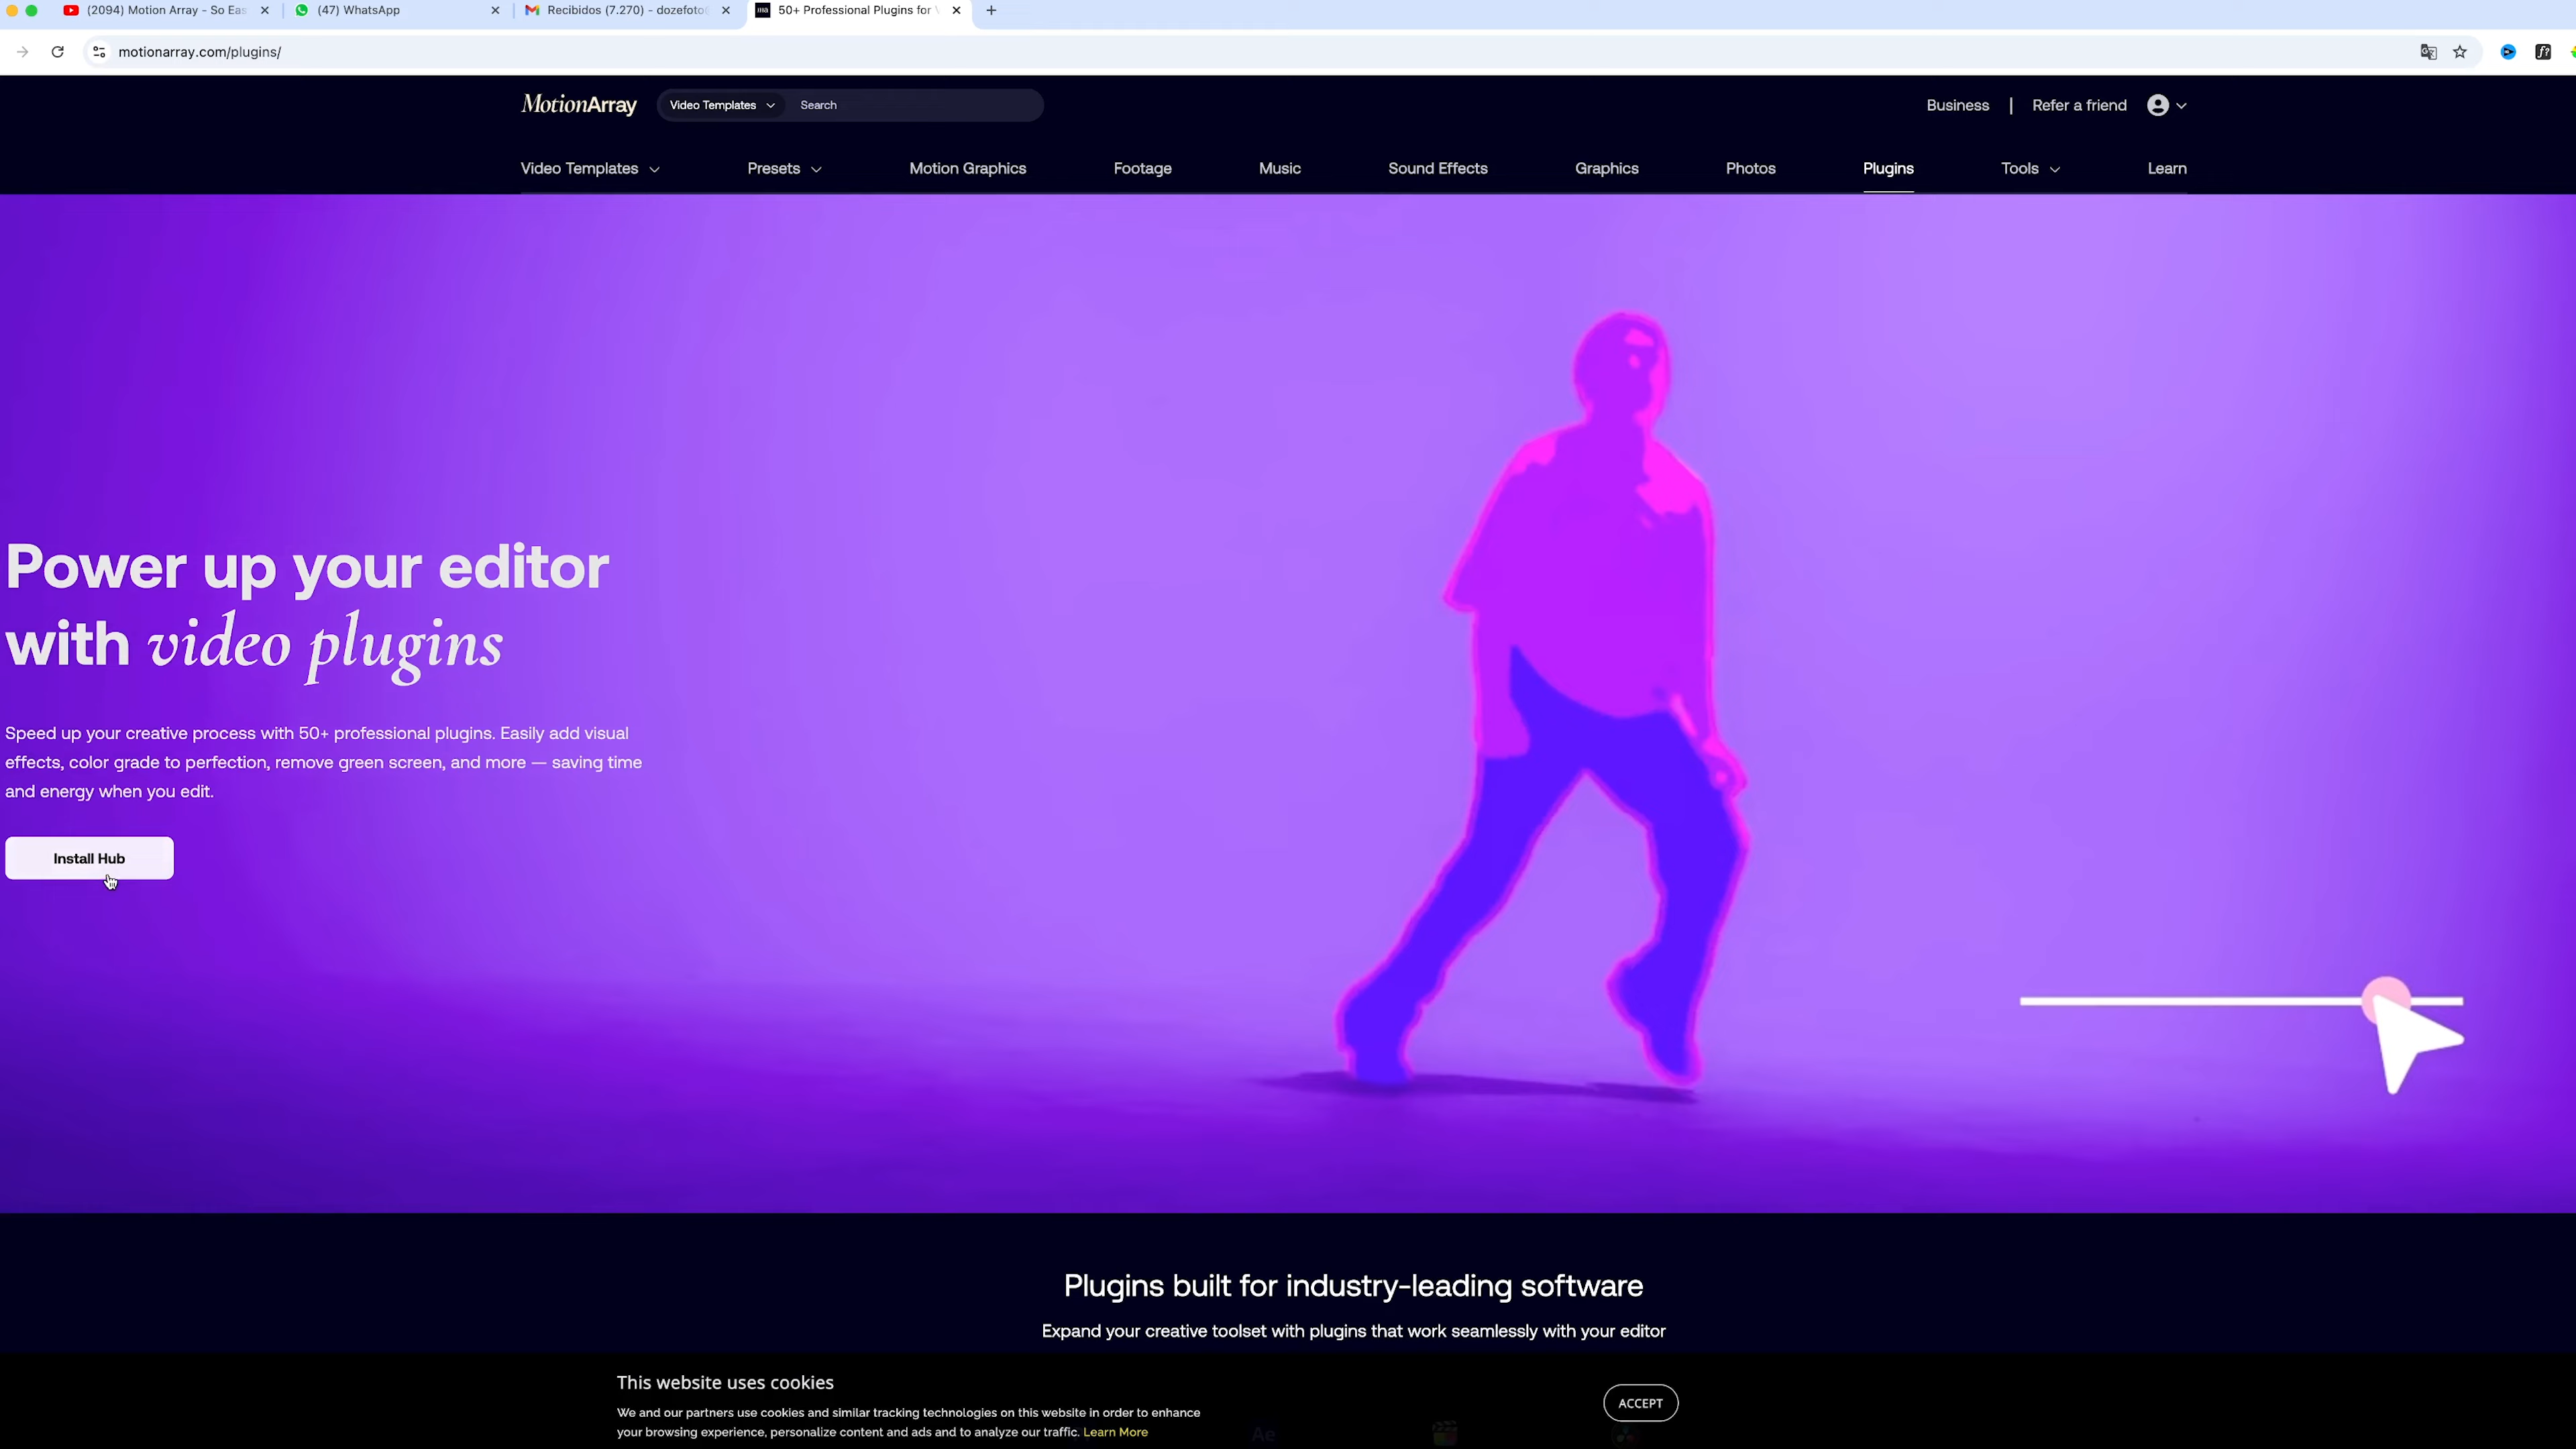 (2094) Motion Array - So Eas
(47) WhatsApp
Recibidos (7.270) - dozefoto
50+ Professional Plugins for
motionarray.com/plugins/
MotionArray
Video Templates
Search
Business | Refer a friend
Video Templates
Presets
Motion Graphics
Footage
Music
Sound Effects
Graphics
Photos
Plugins
Tools
Learn
Power up your editor
with video plugins
Speed up your creative process with 50+ professional plugins. Easily add visual
effects, color grade to perfection, remove green screen, and more — saving time
and energy when you edit.
Install Hub
Plugins built for industry-leading software
Expand your creative toolset with plugins that work seamlessly with your editor
This website uses cookies
We and our partners use cookies and similar tracking technologies on this website in order to enhance
your browsing experience, personalize content and ads and to analyze our traffic. Learn More
ACCEPT
Ae